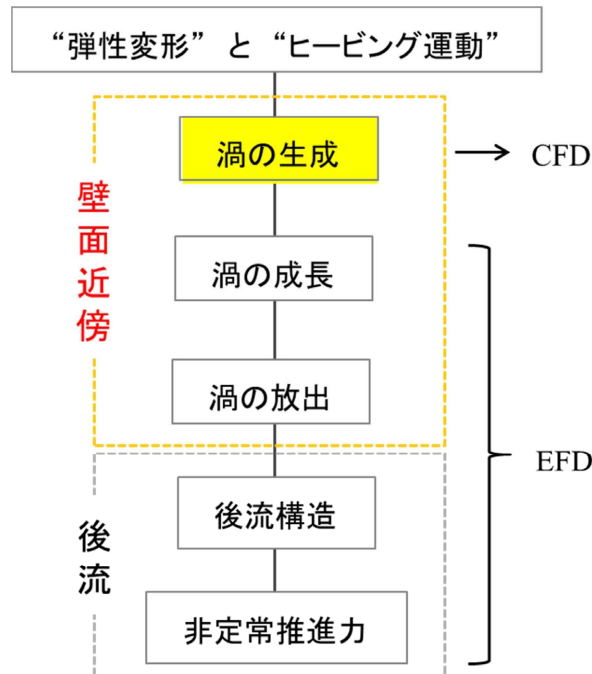 “弾性変形” と “ヒービング運動”
渦の生成
CFD
壁面近傍
渦の成長
渦の放出
EFD
後流構造
後流
非定常推進力